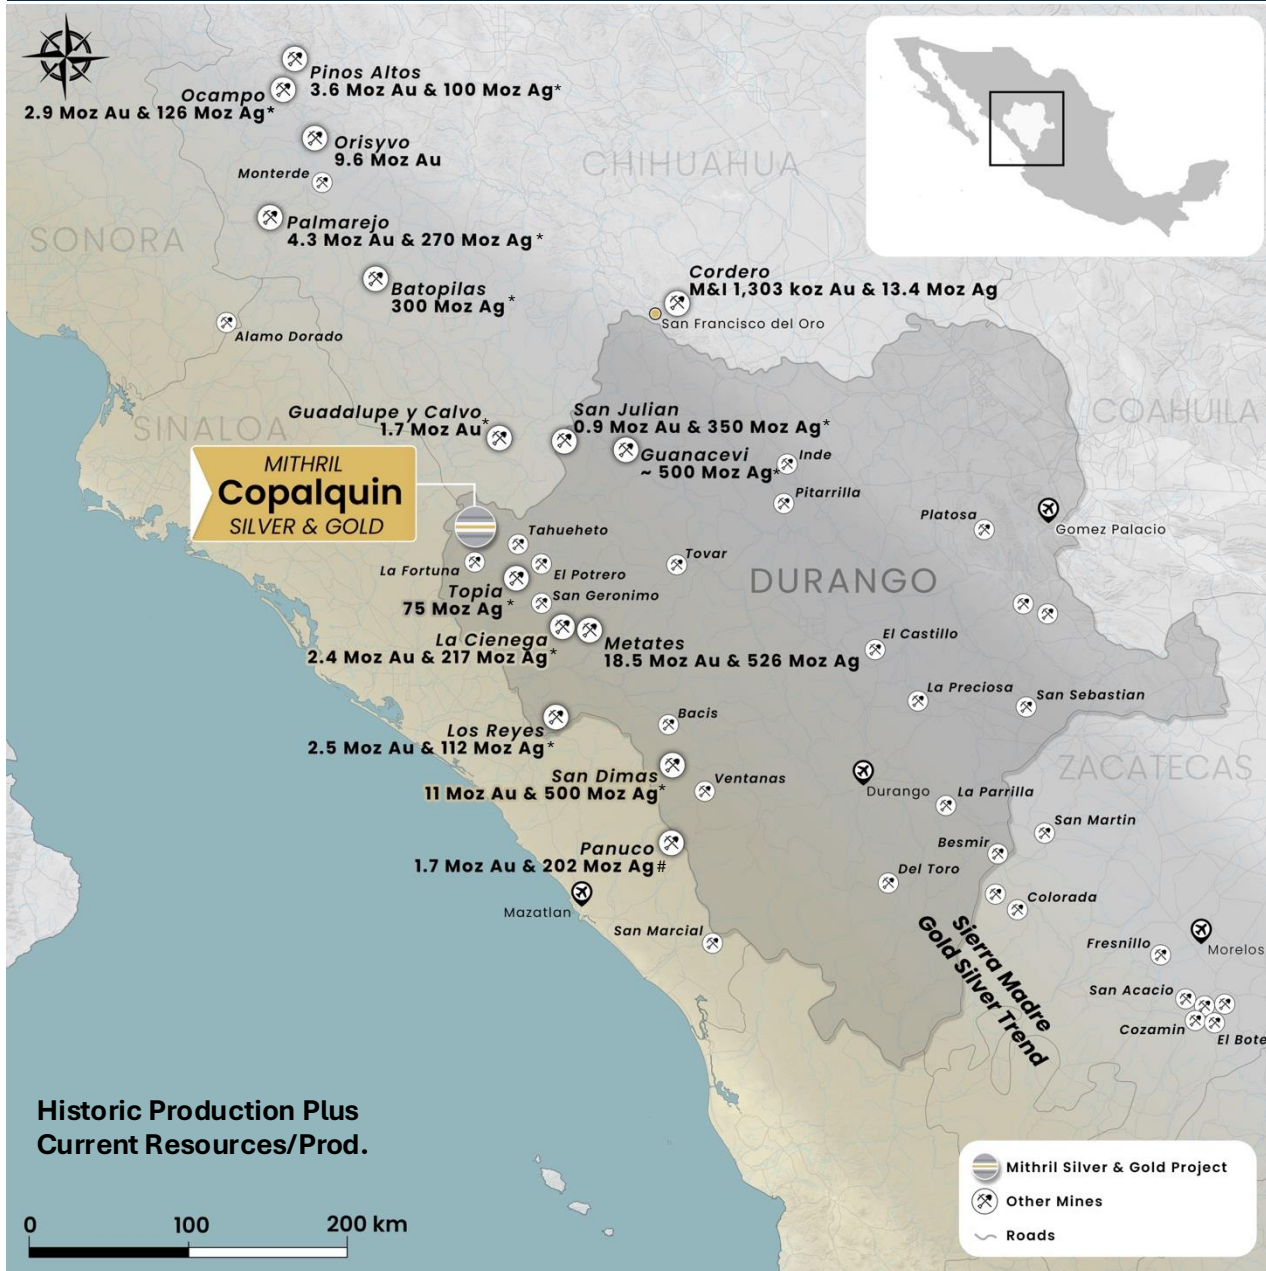 Pinos Altos
3.6 Moz Au & 100 Moz Ag*
Ocampo
2.9 Moz Au & 126 Moz Ag*
Orisyvo
9.6 Moz Au
Monterde
CHIHUAHUA
SONORA
Palmarejo
4.3 Moz Au & 270 Moz Ag*
Batopilas
300 Moz Ag*
Cordero
M&I 1,303 koz Au & 13.4 Moz Ag
San Francisco del Oro
Alamo Dorado
COAHUILA
SINALOA
Guadalupe y Calvo
1.7 Moz Au*
San Julian
0.9 Moz Au & 350 Moz Ag*
Guanacevi
~ 500 Moz Ag*
Inde
Pitarrilla
MITHRIL
Copalquin
SILVER & GOLD
Platosa
Gomez Palacio
Tahueheto
La Fortuna
El Potrero
Tovar
DURANGO
Topia
75 Moz Ag*
San Geronimo
La Cienega
2.4 Moz Au & 217 Moz Ag*
Metates
18.5 Moz Au & 526 Moz Ag
El Castillo
La Preciosa
San Sebastian
Bacis
Los Reyes
2.5 Moz Au & 112 Moz Ag*
San Dimas
11 Moz Au & 500 Moz Ag*
Ventanas
ZACATECAS
Durango
La Parrilla
San Martin
Besmir
Panuco
1.7 Moz Au & 202 Moz Ag#
Del Toro
Mazatlan
Colorada
San Marcial
Sierra Madre
Gold Silver Trend
Fresnillo
Morelos
San Acacio
Cozamin
El Bote
Historic Production Plus
Current Resources/Prod.
0 100 200 km
Mithril Silver & Gold Project
Other Mines
Roads